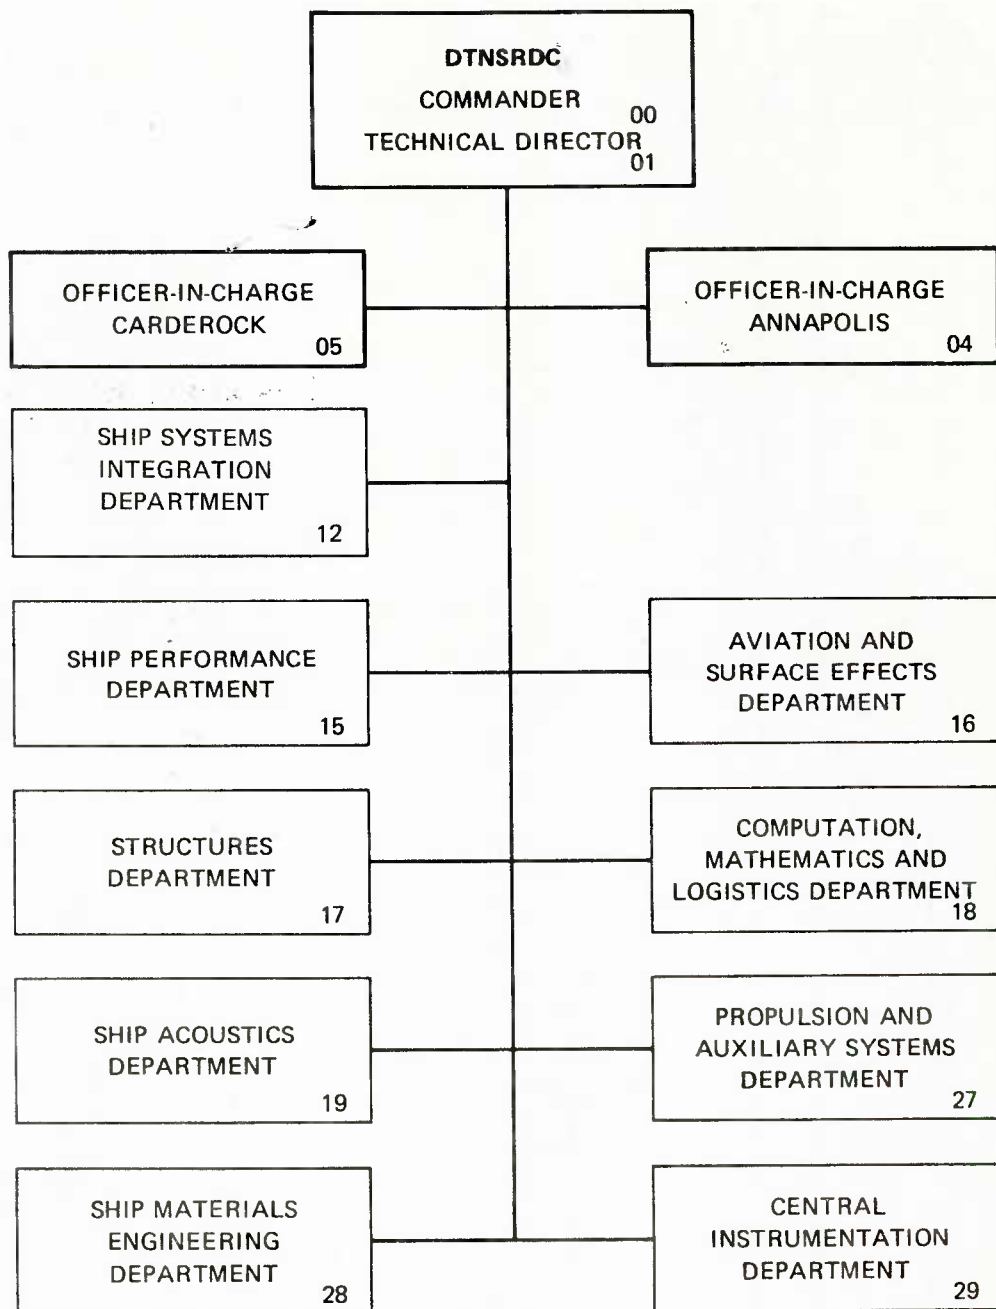 DTNSRDC
COMMANDER
00
TECHNICAL DIRECTOR
01
OFFICER-IN-CHARGE
CARDEROCK
05
OFFICER-IN-CHARGE
ANNAPOLIS
04
SHIP SYSTEMS
INTEGRATION
DEPARTMENT
12
SHIP PERFORMANCE
DEPARTMENT
15
AVIATION AND
SURFACE EFFECTS
DEPARTMENT
16
STRUCTURES
DEPARTMENT
17
COMPUTATION,
MATHEMATICS AND
LOGISTICS DEPARTMENT
18
SHIP ACOUSTICS
DEPARTMENT
19
PROPULSION AND
AUXILIARY SYSTEMS
DEPARTMENT
27
SHIP MATERIALS
ENGINEERING
DEPARTMENT
28
CENTRAL
INSTRUMENTATION
DEPARTMENT
29